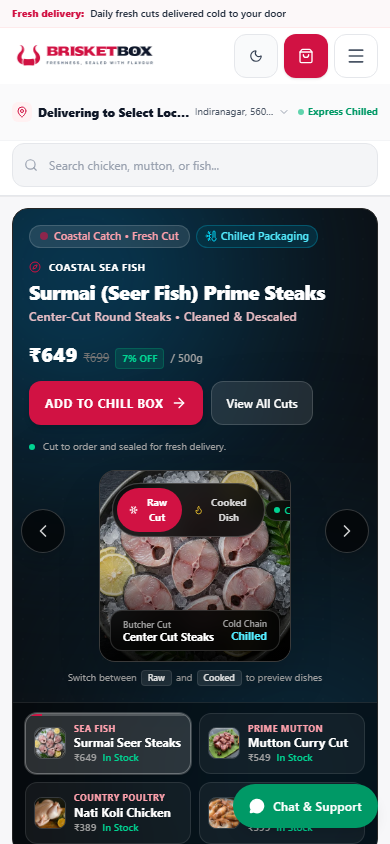 Fresh delivery: Daily fresh cuts delivered cold to your door
BRISKETBOX
FRESHNESS, SEALED WITH FLAVOUR
Delivering to Select Loc... Indiranagar, 560... Express Chilled
Search chicken, mutton, or fish...
Coastal Catch • Fresh Cut Chilled Packaging
COASTAL SEA FISH
Surmai (Seer Fish) Prime Steaks
Center-Cut Round Steaks • Cleaned & Descaled
₹649 ₹699 7% OFF / 500g
ADD TO CHILL BOX → View All Cuts
Cut to order and sealed for fresh delivery.
Raw Cut
Cooked Dish
Butcher Cut
Center Cut Steaks
Cold Chain
Chilled
Switch between Raw and Cooked to preview dishes
SEA FISH
Surmai Seer Steaks
₹649 In Stock
PRIME MUTTON
Mutton Curry Cut
₹549 In Stock
COUNTRY POULTRY
Nati Koli Chicken
₹389 In Stock
Chat & Support